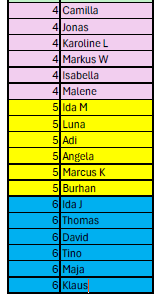 4 Camilla
4 Jonas
4 Karoline L
4 Markus W
4 Isabella
4 Malene
5 Ida M
5 Luna
5 Adi
5 Angela
5 Marcus K
5 Burhan
6 Ida J
6 Thomas
6 David
6 Tino
6 Maja
6 Klaus